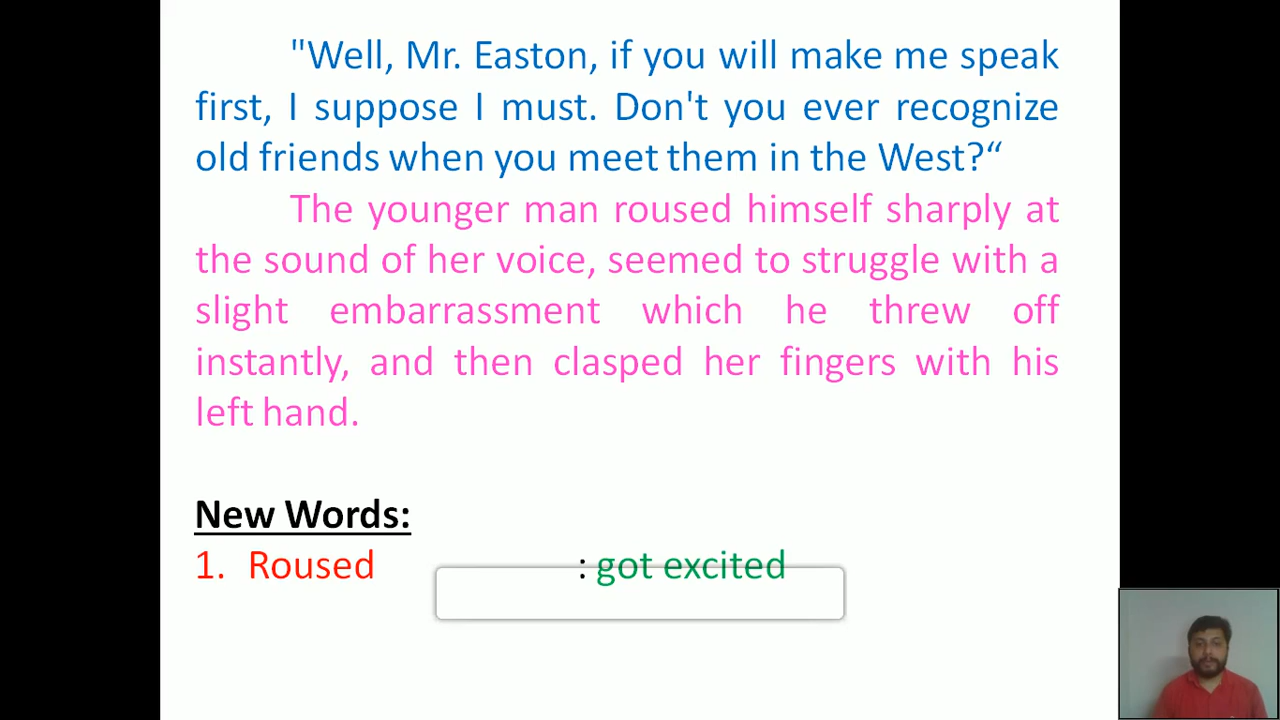 "Well, Mr. Easton, if you will make me speak
first, I suppose I must. Don't you ever recognize
old friends when you meet them in the West?“
The younger man roused himself sharply at
the sound of her voice, seemed to struggle with a
slight embarrassment which he threw off
instantly, and then clasped her fingers with his
left hand.
New Words:
1. Roused : got excited